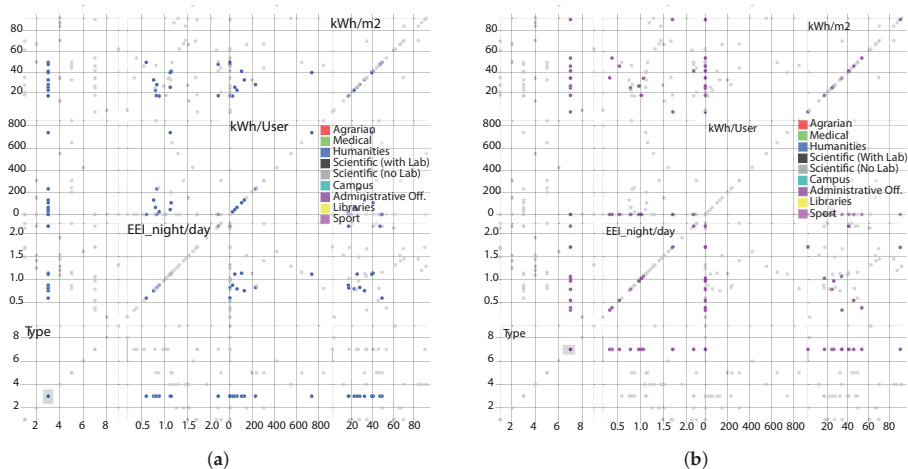 kWh/m2
80
60
40
20
800
kWh/User
600
400
200
0
Agrarian
Medical
Humanities
Scientific (with Lab)
Scientific (no Lab)
Campus
Administrative Off.
Libraries
Sport
2.0
EEI_night/day
1.5
1.0
0.5
Type
8
6
4
2
2 4 6 8 0.5 1.0 1.5 2.0 0 200 400 600 800 20 40 60 80
(a)
kWh/m2
80
60
40
20
800
kWh/User
600
400
200
0
Agrarian
Medical
Humanities
Scientific (With Lab)
Scientific (No Lab)
Campus
Administrative Off.
Libraries
Sport
2.0
EEI_night/day
1.5
1.0
0.5
Type
8
6
4
2
2 4 6 8 0.5 1.0 1.5 2.0 0 200 400 600 800 20 40 60 80
(b)